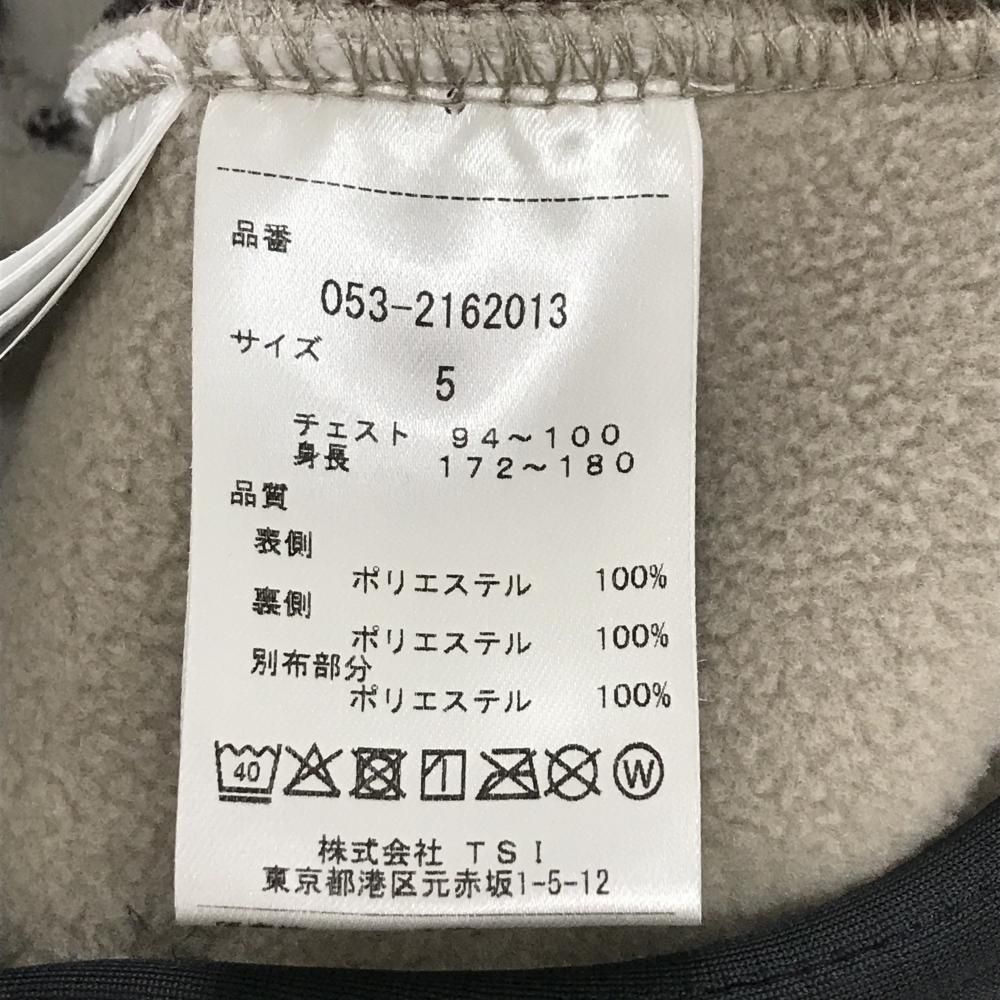 品番
053-2162013
サイズ
5
チェスト 94～100
身長 172～180
品質
表側
ポリエステル 100%
裏側
ポリエステル 100%
別布部分
ポリエステル 100%
40 W
株式会社 TSI
東京都港区元赤坂1-5-12